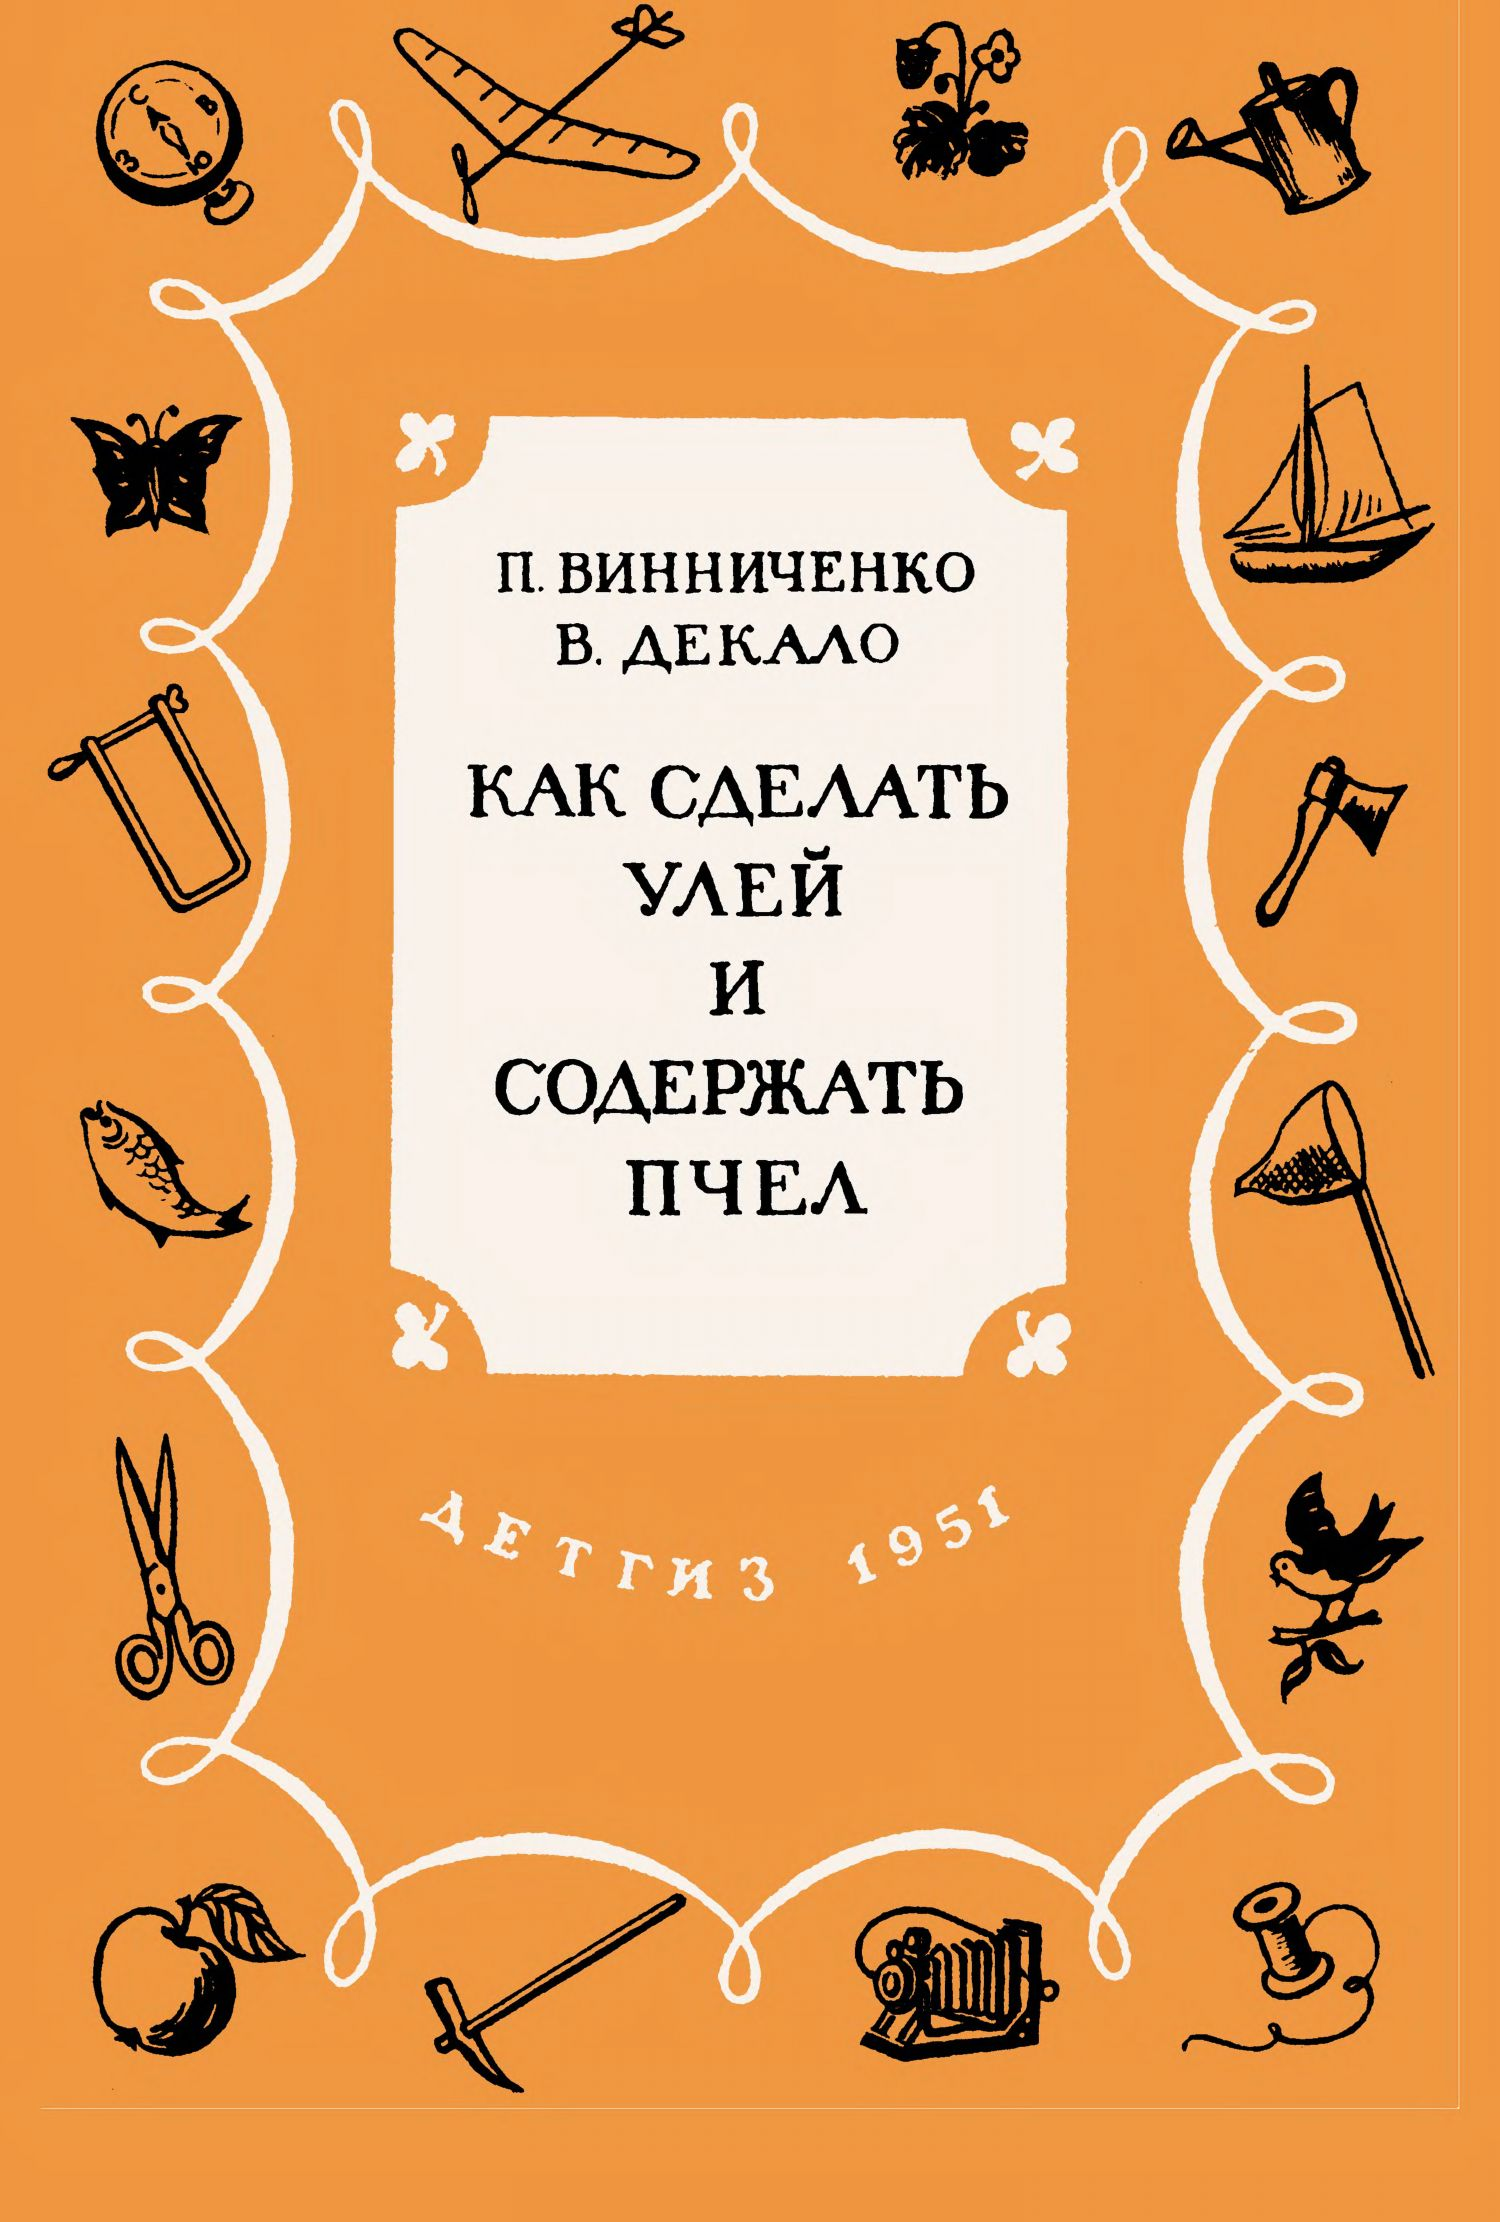 С
В
З
Ю
П. ВИННИЧЕНКО
В. ДЕКАЛО
КАК СДЕЛАТЬ
УЛЕЙ
И
СОДЕРЖАТЬ
ПЧЕЛ
ДЕТГИЗ 1951